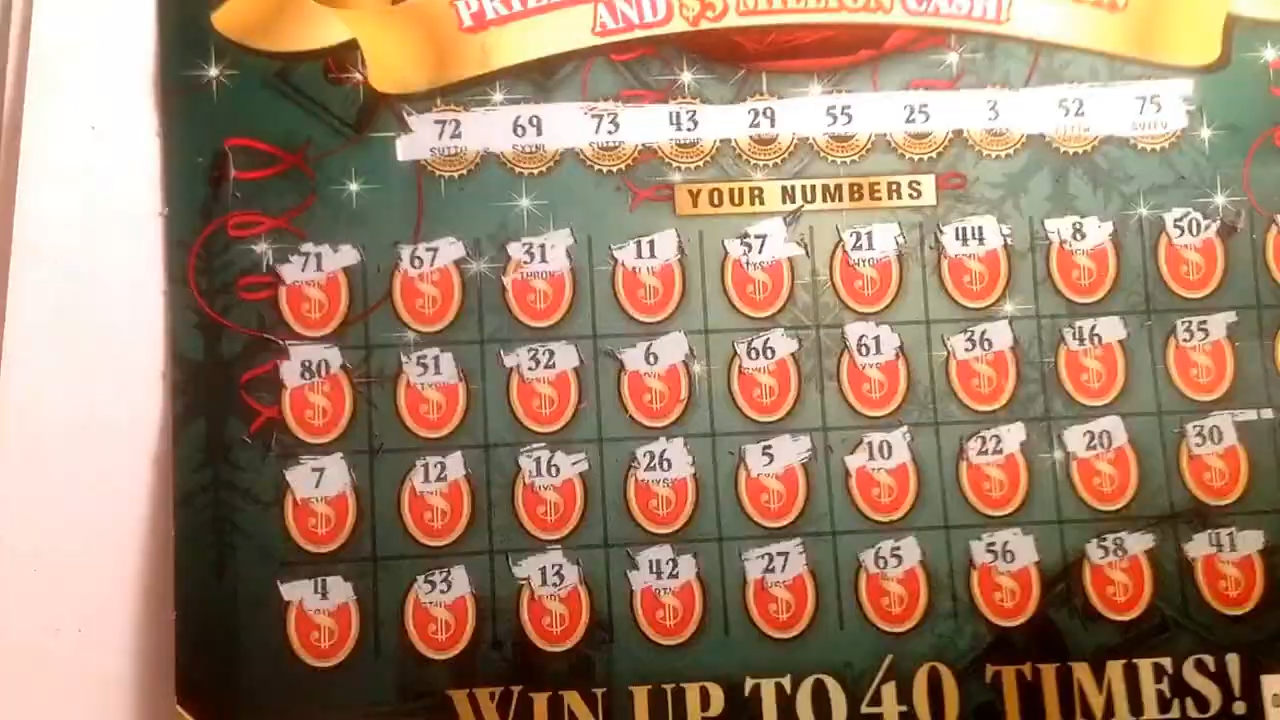 AND $5 MILLION CASH!
72 69 73 43 29 55 25 3 52 75
YOUR NUMBERS
71 67 31 11 57 21 44 8 50
80 51 32 6 66 61 36 46 35
7 12 16 26 5 10 22 20 30
4 53 13 42 27 65 56 58 41
WIN UP TO 40 TIMES!